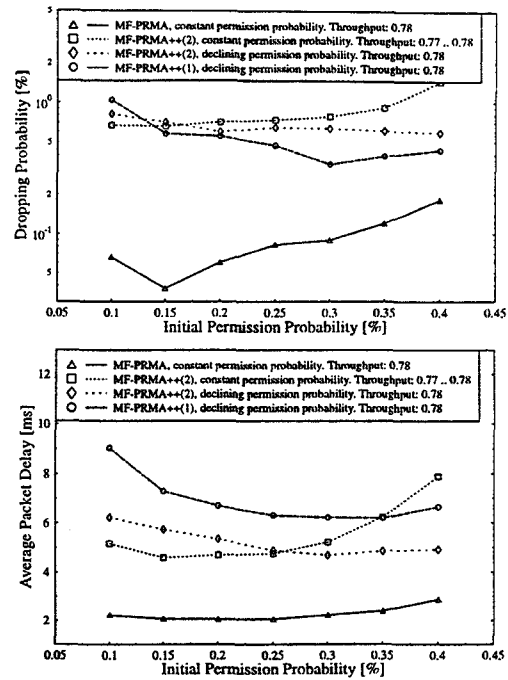 5
MF-PRMA, constant permission probability. Throughput: 0.78
2
MF-PRMA++(2), constant permission probability. Throughput: 0.77 .. 0.78
MF-PRMA++(2), declining permission probability. Throughput: 0.78
MF-PRMA++(1), declining permission probability. Throughput: 0.78
10^0
5
2
10^-1
5
Dropping Probability [%]
0.05 0.1 0.15 0.2 0.25 0.3 0.35 0.4 0.45
Initial Permission Probability [%]
MF-PRMA, constant permission probability. Throughput: 0.78
12
MF-PRMA++(2), constant permission probability. Throughput: 0.77 .. 0.78
MF-PRMA++(2), declining permission probability. Throughput: 0.78
MF-PRMA++(1), declining permission probability. Throughput: 0.78
10
8
6
4
2
Average Packet Delay [ms]
0.05 0.1 0.15 0.2 0.25 0.3 0.35 0.4 0.45
Initial Permission Probability [%]